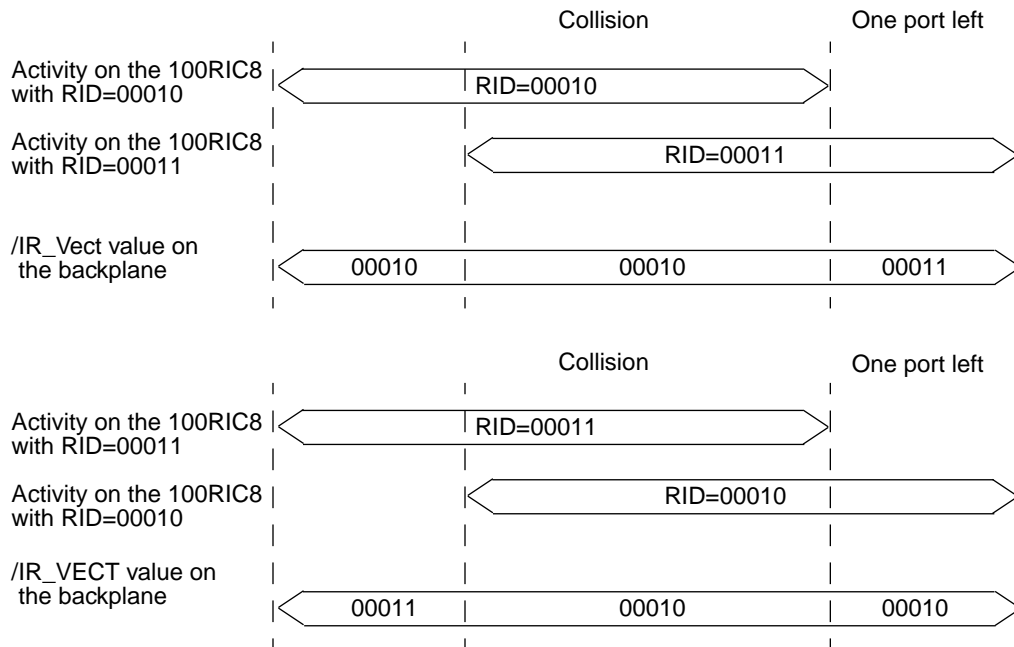 Collision One port left
Activity on the 100RIC8
with RID=00010
RID=00010
Activity on the 100RIC8
with RID=00011
RID=00011
/IR_Vect value on
the backplane
00010 00010 00011
Collision One port left
Activity on the 100RIC8
with RID=00011
RID=00011
Activity on the 100RIC8
with RID=00010
RID=00010
/IR_VECT value on
the backplane
00011 00010 00010